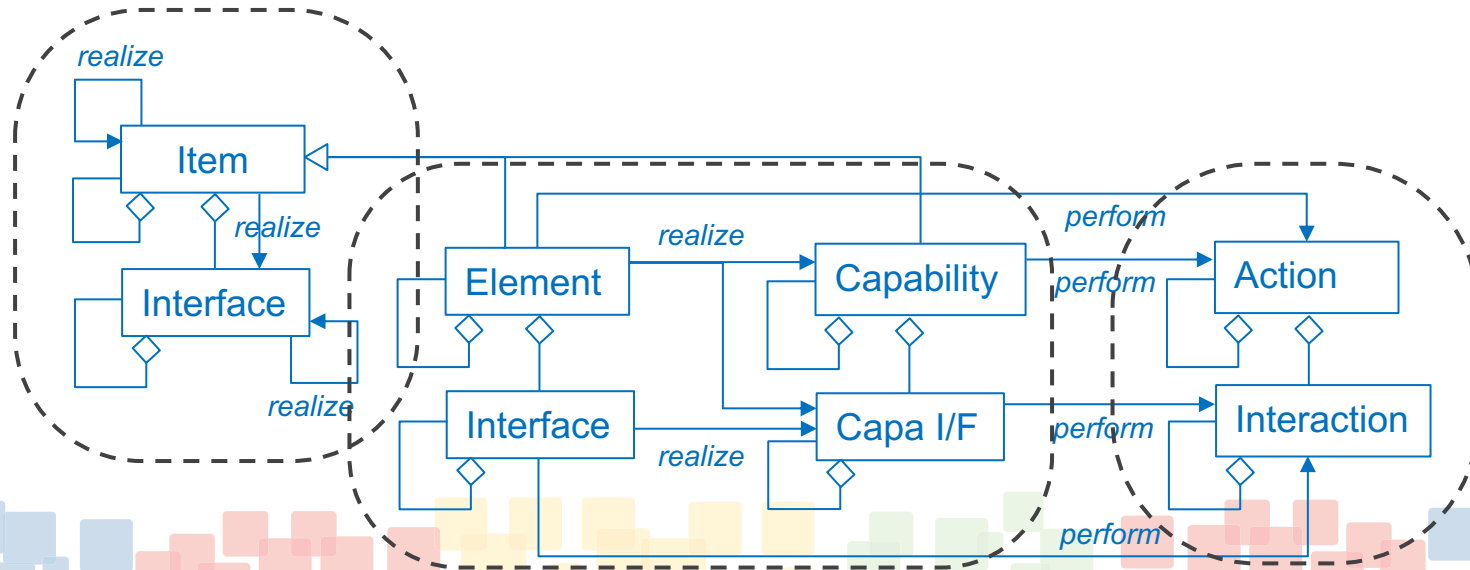 realize
Item
realize
Interface
realize
Element
realize
Capability
perform
perform
Action
Interface
realize
Capa I/F
perform
Interaction
perform